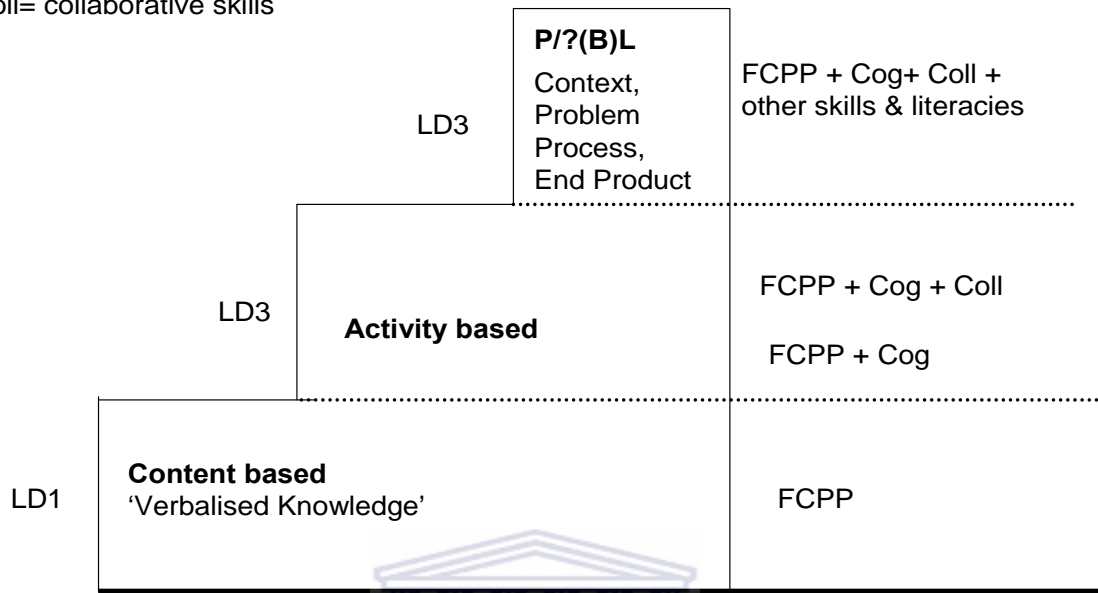 collaborative skills
P/?(B)L
Context,
Problem
Process,
End Product
LD3
FCPP + Cog+ Coll +
other skills & literacies
LD3
Activity based
FCPP + Cog + Coll
FCPP + Cog
LD1
Content based
‘Verbalised Knowledge’
FCPP